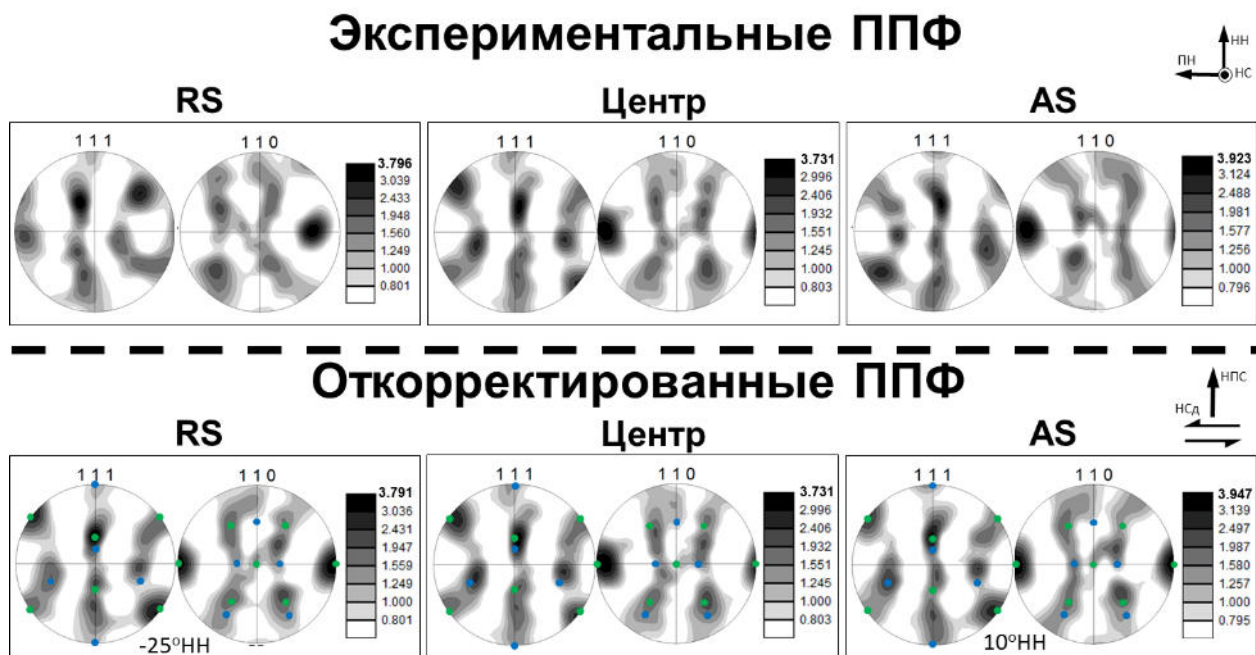 Экспериментальные ППФ
НН
ПН
НС
RS
Центр
AS
1 1 1
1 1 0
3.796
3.039
2.433
1.948
1.560
1.249
1.000
0.801
1 1 1
1 1 0
3.731
2.996
2.406
1.932
1.551
1.245
1.000
0.803
1 1 1
1 1 0
3.923
3.124
2.488
1.981
1.577
1.256
1.000
0.796
Откорректированные ППФ
НПС
НСд
RS
Центр
AS
1 1 1
1 1 0
3.791
3.036
2.431
1.947
1.559
1.249
1.000
0.801
-25°НН
--
1 1 1
1 1 0
3.731
2.996
2.406
1.932
1.551
1.245
1.000
0.803
1 1 1
1 1 0
3.947
3.139
2.497
1.987
1.580
1.257
1.000
0.795
10°НН